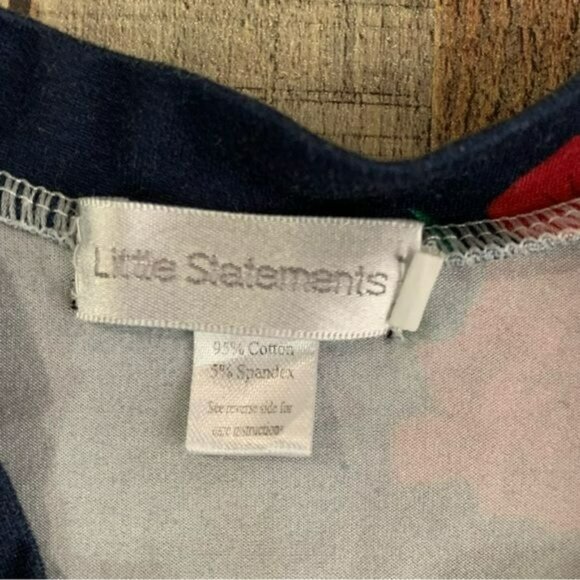 Little Statements
95% Cotton
5% Spandex
See reverse side for
care instructions